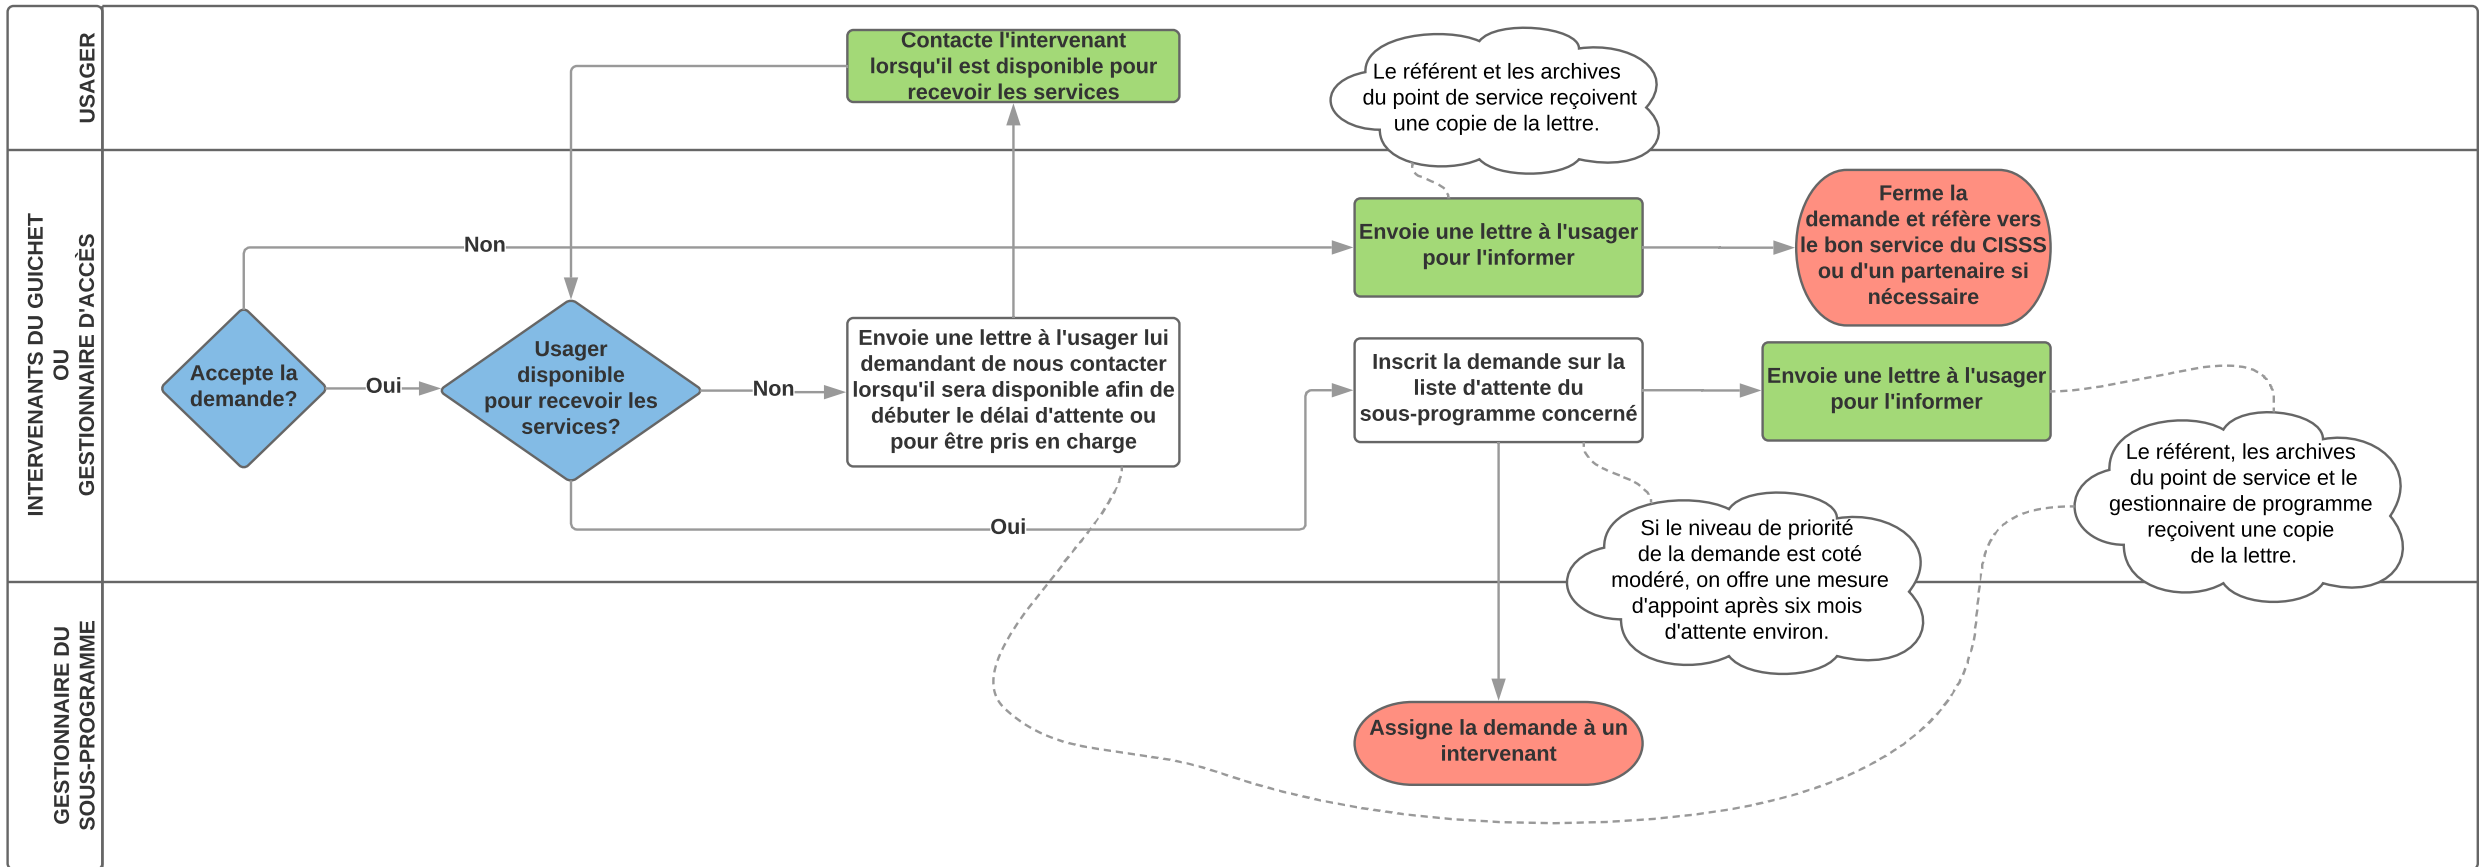 USAGER
Contacte l'intervenant
lorsqu'il est disponible pour
recevoir les services
Le référent et les archives
du point de service reçoivent
une copie de la lettre.
INTERVENANTS DU GUICHET
OU
GESTIONNAIRE D'ACCÈS
Non
Envoie une lettre à l'usager
pour l'informer
Ferme la
demande et réfère vers
le bon service du CISSS
ou d'un partenaire si
nécessaire
Accepte la
demande?
Oui
Usager
disponible
pour recevoir les
services?
Non
Envoie une lettre à l'usager lui
demandant de nous contacter
lorsqu'il sera disponible afin de
débuter le délai d'attente ou
pour être pris en charge
Inscrit la demande sur la
liste d'attente du
sous-programme concerné
Envoie une lettre à l'usager
pour l'informer
Le référent, les archives
du point de service et le
gestionnaire de programme
reçoivent une copie
de la lettre.
Oui
Si le niveau de priorité
de la demande est coté
modéré, on offre une mesure
d'appoint après six mois
d'attente environ.
GESTIONNAIRE DU
SOUS-PROGRAMME
Assigne la demande à un
intervenant